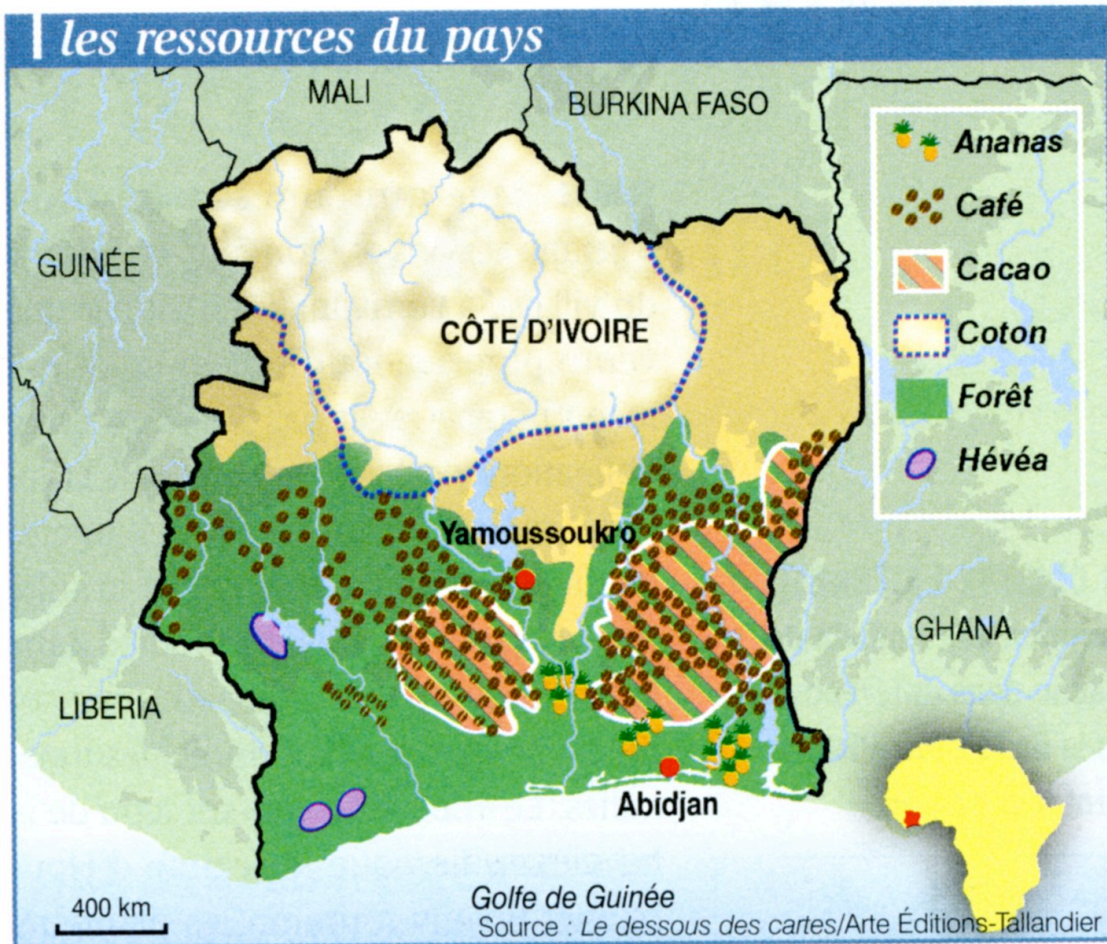 les ressources du pays
MALI
BURKINA FASO
GUINÉE
CÔTE D'IVOIRE
Ananas
Café
Cacao
Coton
Forêt
Hévéa
Yamoussoukro
GHANA
LIBERIA
Abidjan
400 km
Golfe de Guinée
Source : Le dessous des cartes/Arte Éditions-Tallandier